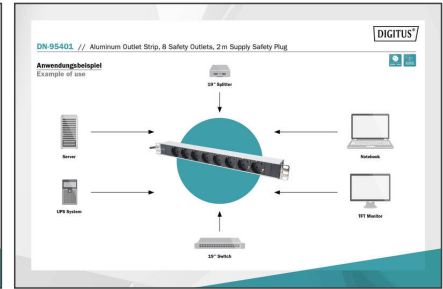 DIGITUS®
DN-95401 // Aluminum Outlet Strip, 8 Safety Outlets, 2 m Supply Safety Plug
Anwendungsbeispiel
Example of use
19" Splitter
Server
Notebook
UPS System
TFT Monitor
19" Switch